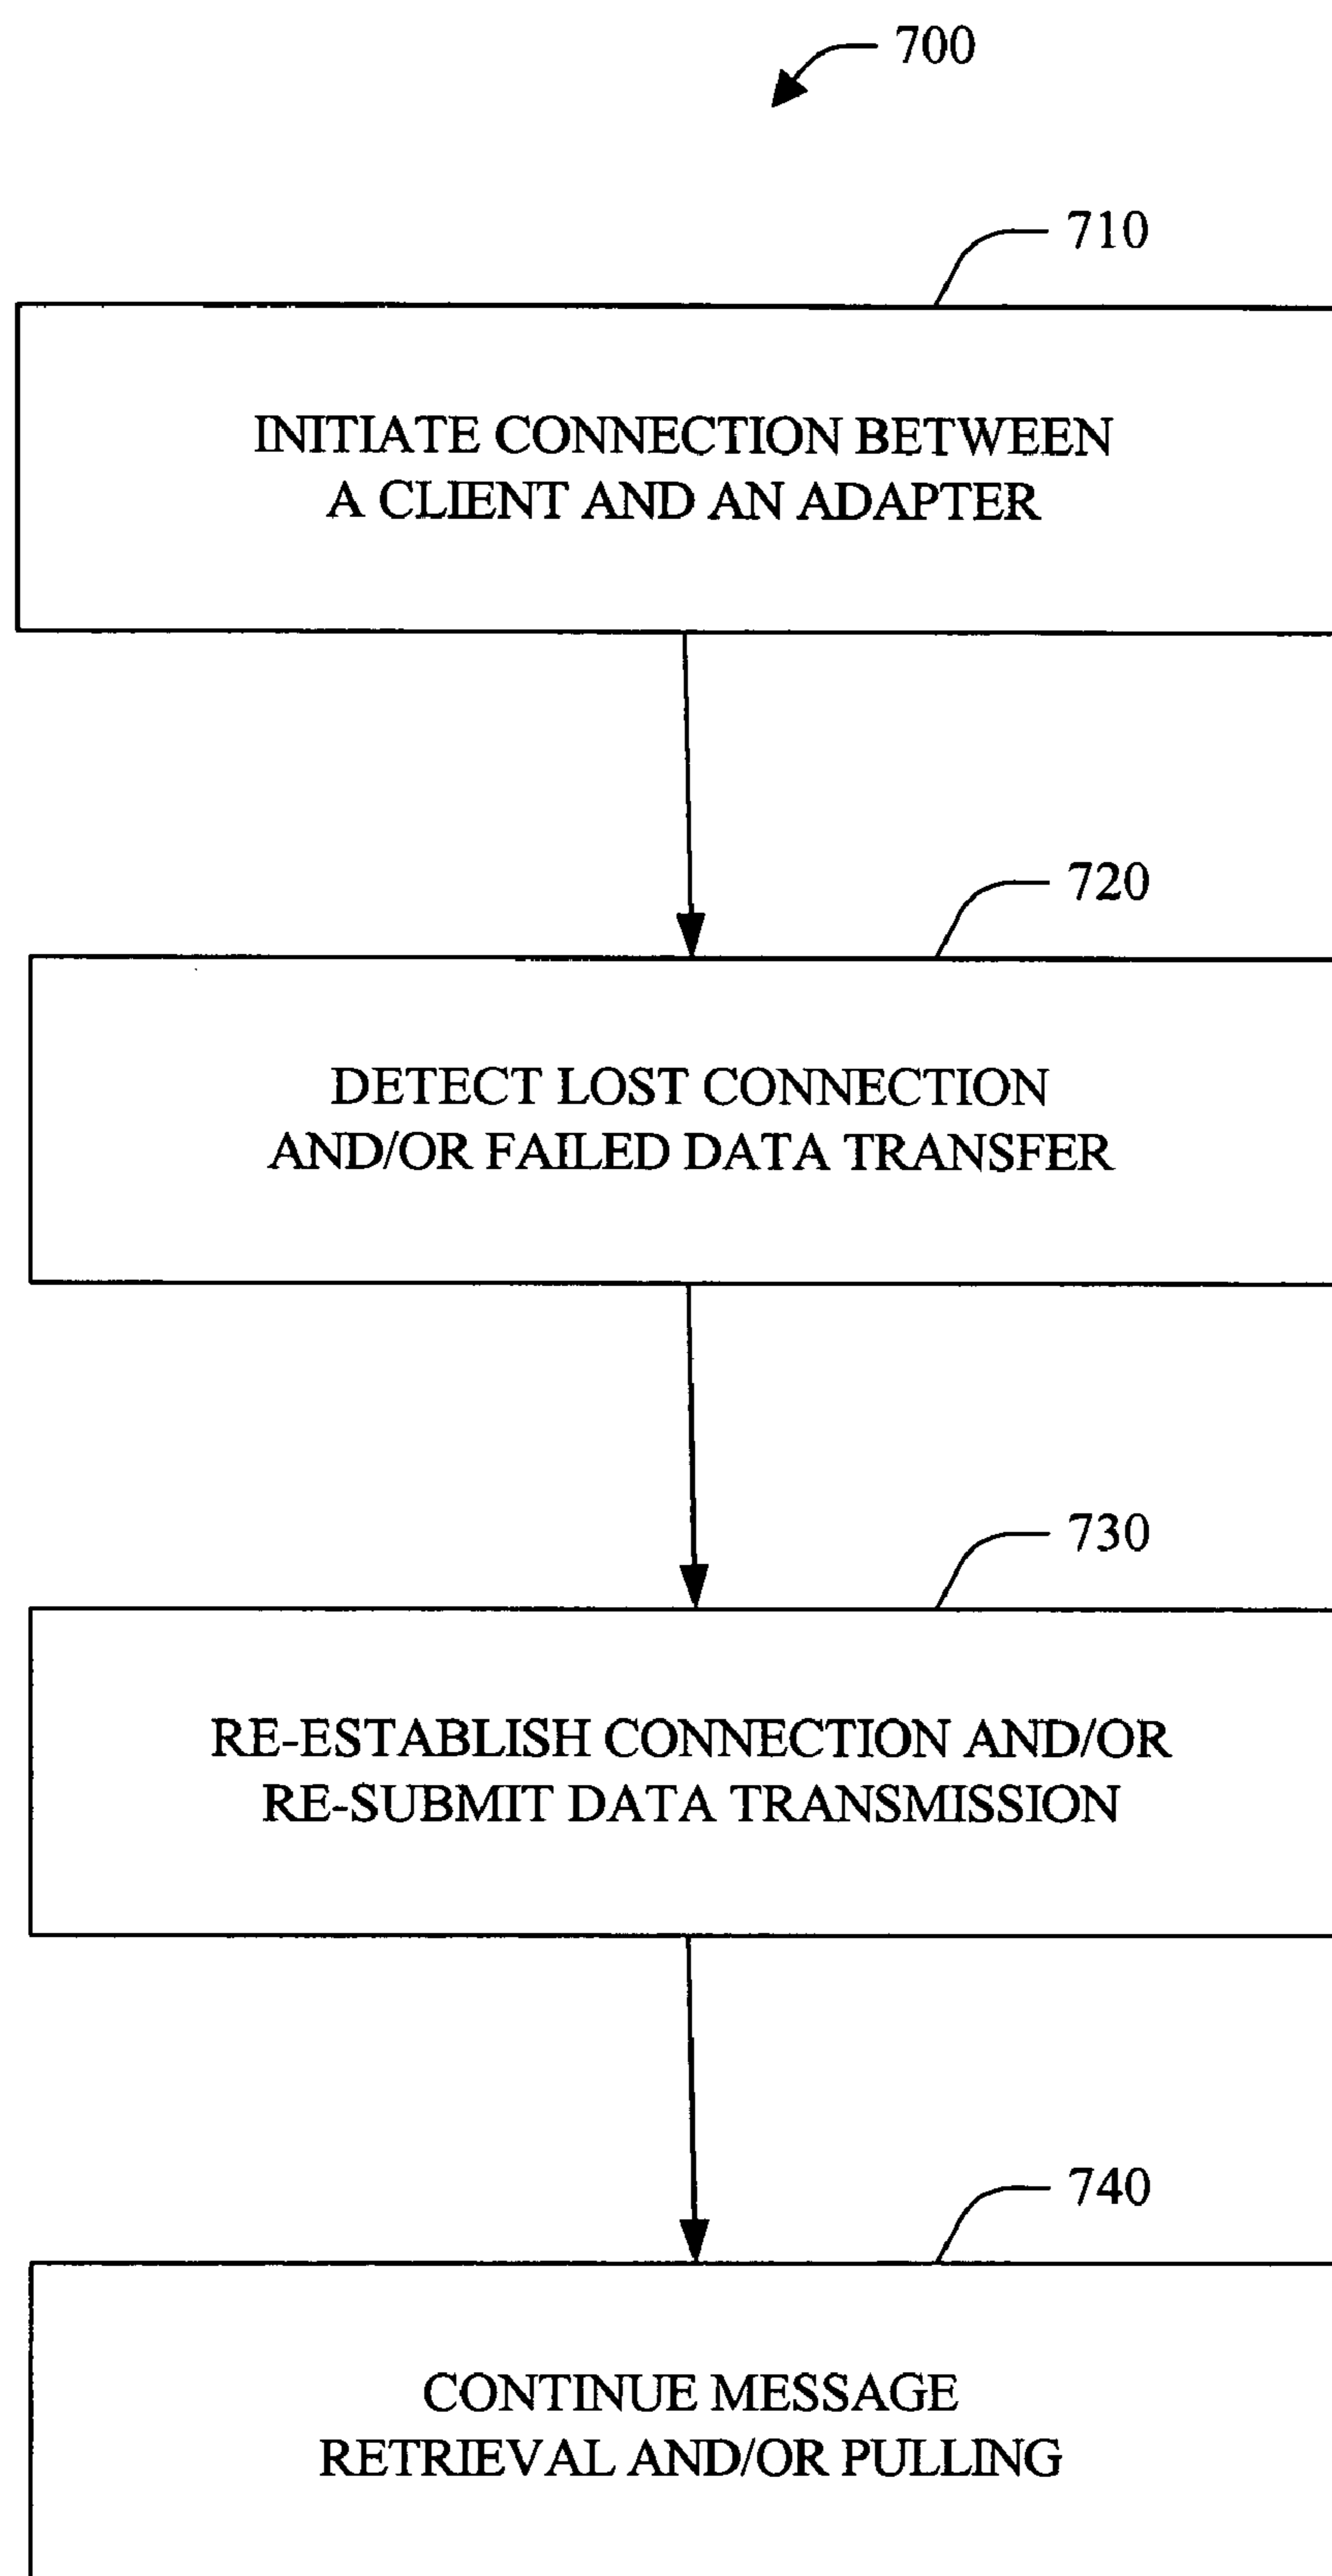 700
710
INITIATE CONNECTION BETWEEN
A CLIENT AND AN ADAPTER
720
DETECT LOST CONNECTION
AND/OR FAILED DATA TRANSFER
730
RE-ESTABLISH CONNECTION AND/OR
RE-SUBMIT DATA TRANSMISSION
740
CONTINUE MESSAGE
RETRIEVAL AND/OR PULLING